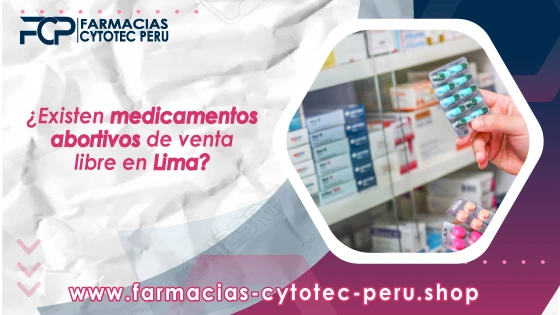 FCP FARMACIAS
CYTOTEC PERU
¿Existen medicamentos
abortivos de venta
libre en Lima?
www.farmacias-cytotec-peru.shop